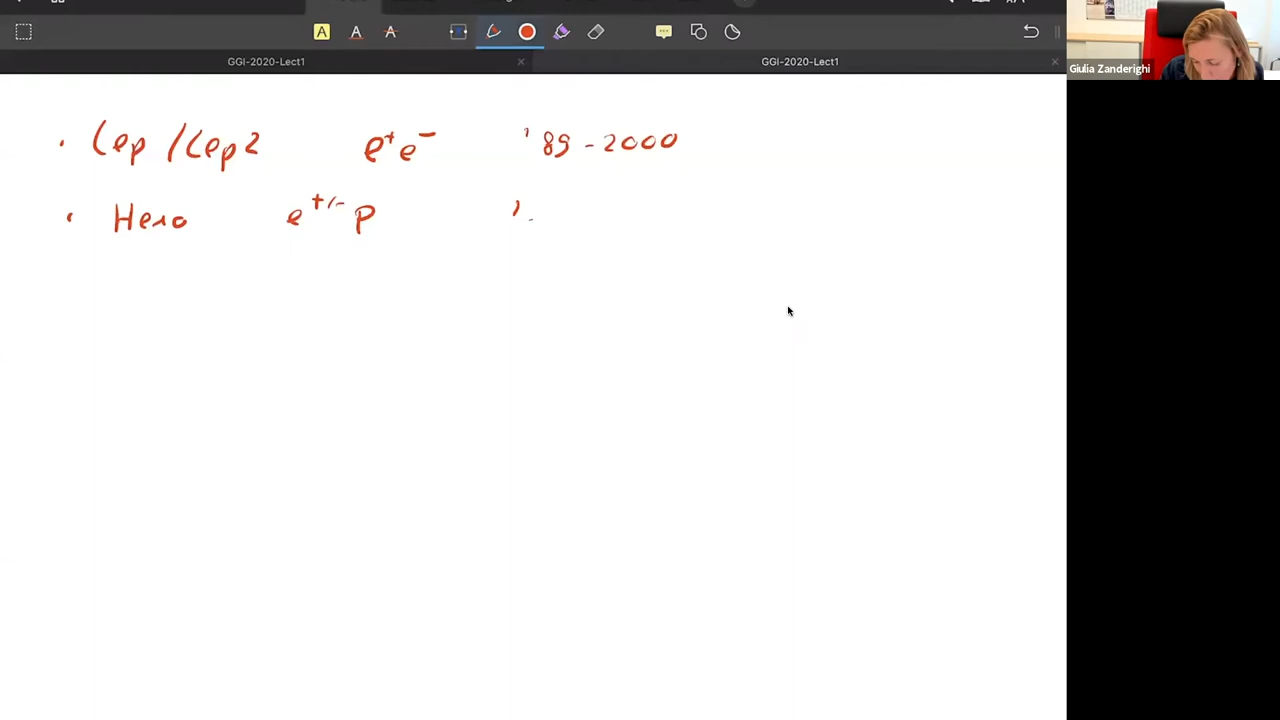 GGI-2020-Lect1 × GGI-2020-Lect1 ×
Giulia Zanderighi
• Lep / Lep2 e⁺e⁻ '89 - 2000
• Hera e⁺/⁻ p '